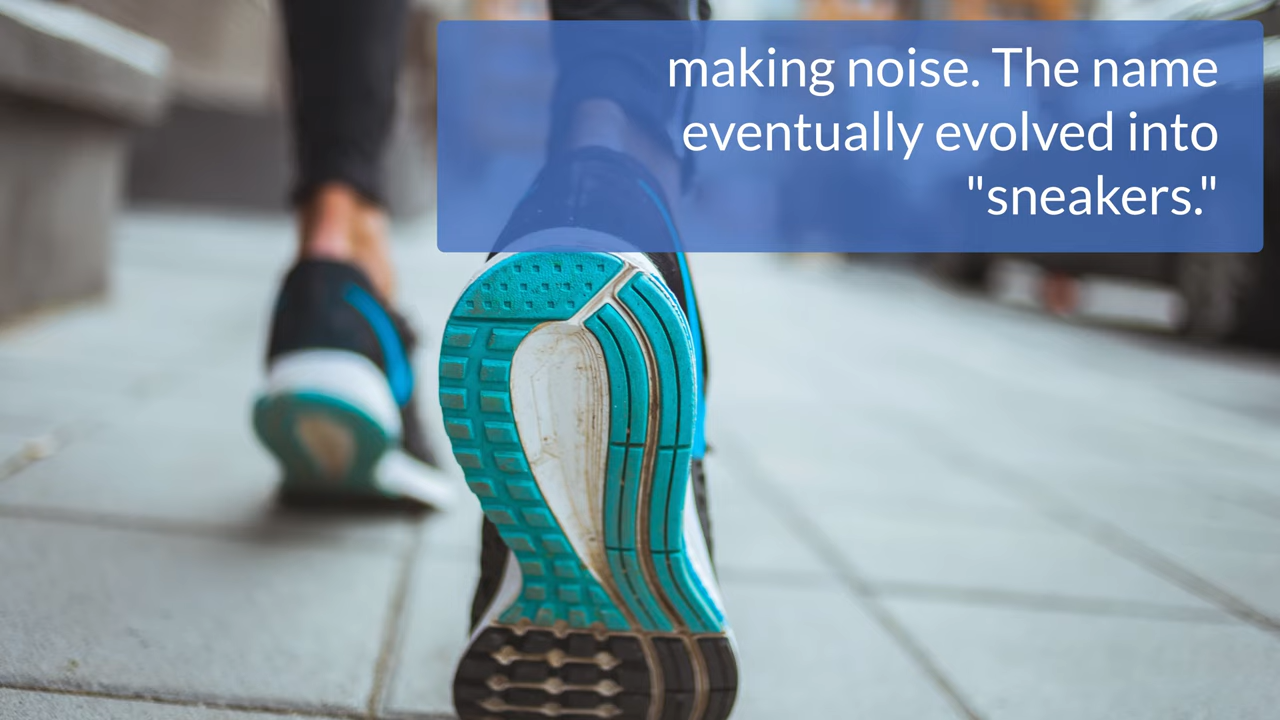 making noise. The name
eventually evolved into
"sneakers."